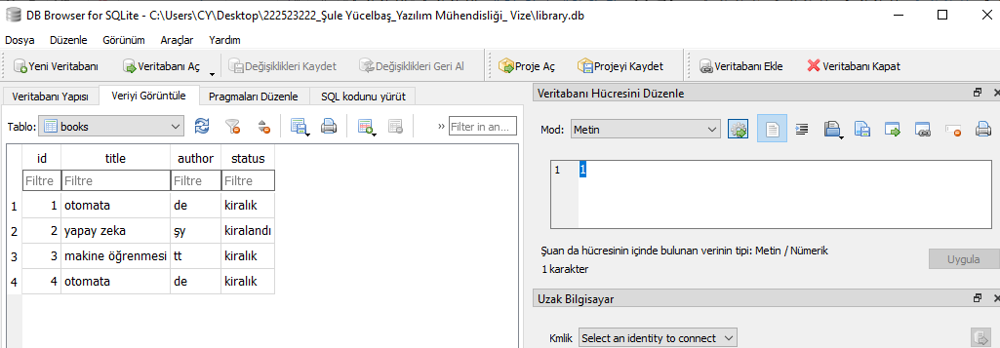 DB Browser for SQLite - C:\Users\CY\Desktop\222523222_Şule Yücelbaş_Yazılım Mühendisliği_ Vize\library.db
Dosya Düzenle Görünüm Araçlar Yardım
Yeni Veritabanı Veritabanı Aç Değişiklikleri Kaydet Değişiklikleri Geri Al Proje Aç Projeyi Kaydet Veritabanı Ekle Veritabanı Kapat
Veritabanı Yapısı Veriyi Görüntüle Pragmaları Düzenle SQL kodunu yürüt
Tablo: books » Filter in an...
id title author status
Filtre Filtre Filtre Filtre
1 1 otomata de kiralık
2 2 yapay zeka şy kiralandı
3 3 makine öğrenmesi tt kiralık
4 4 otomata de kiralık
Veritabanı Hücresini Düzenle
Mod: Metin
1 1
Şuan da hücresinin içinde bulunan verinin tipi: Metin / Nümerik
1 karakter
Uygula
Uzak Bilgisayar
Kmlik Select an identity to connect